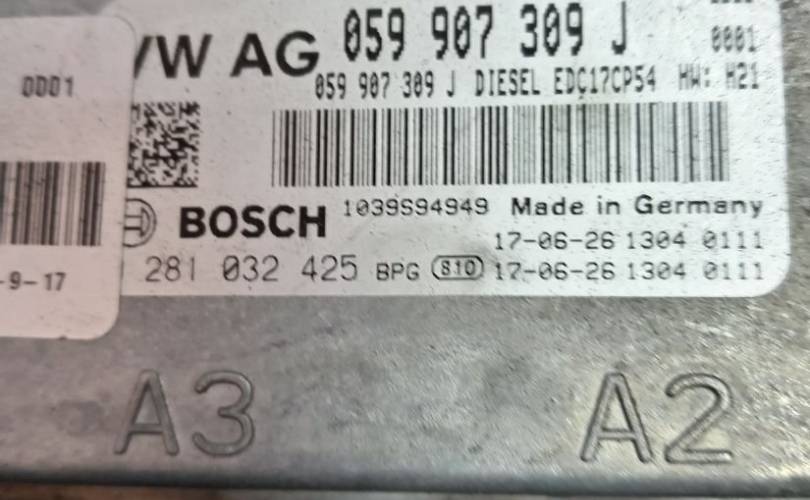 VW AG 059 907 309 J 0001
059 907 309 J DIESEL EDC17CP54 HW: H21
0001
BOSCH 1039S94949 Made in Germany
17-06-26 1304 0111
281 032 425 BPG 810 17-06-26 1304 0111
-9-17
A3 A2